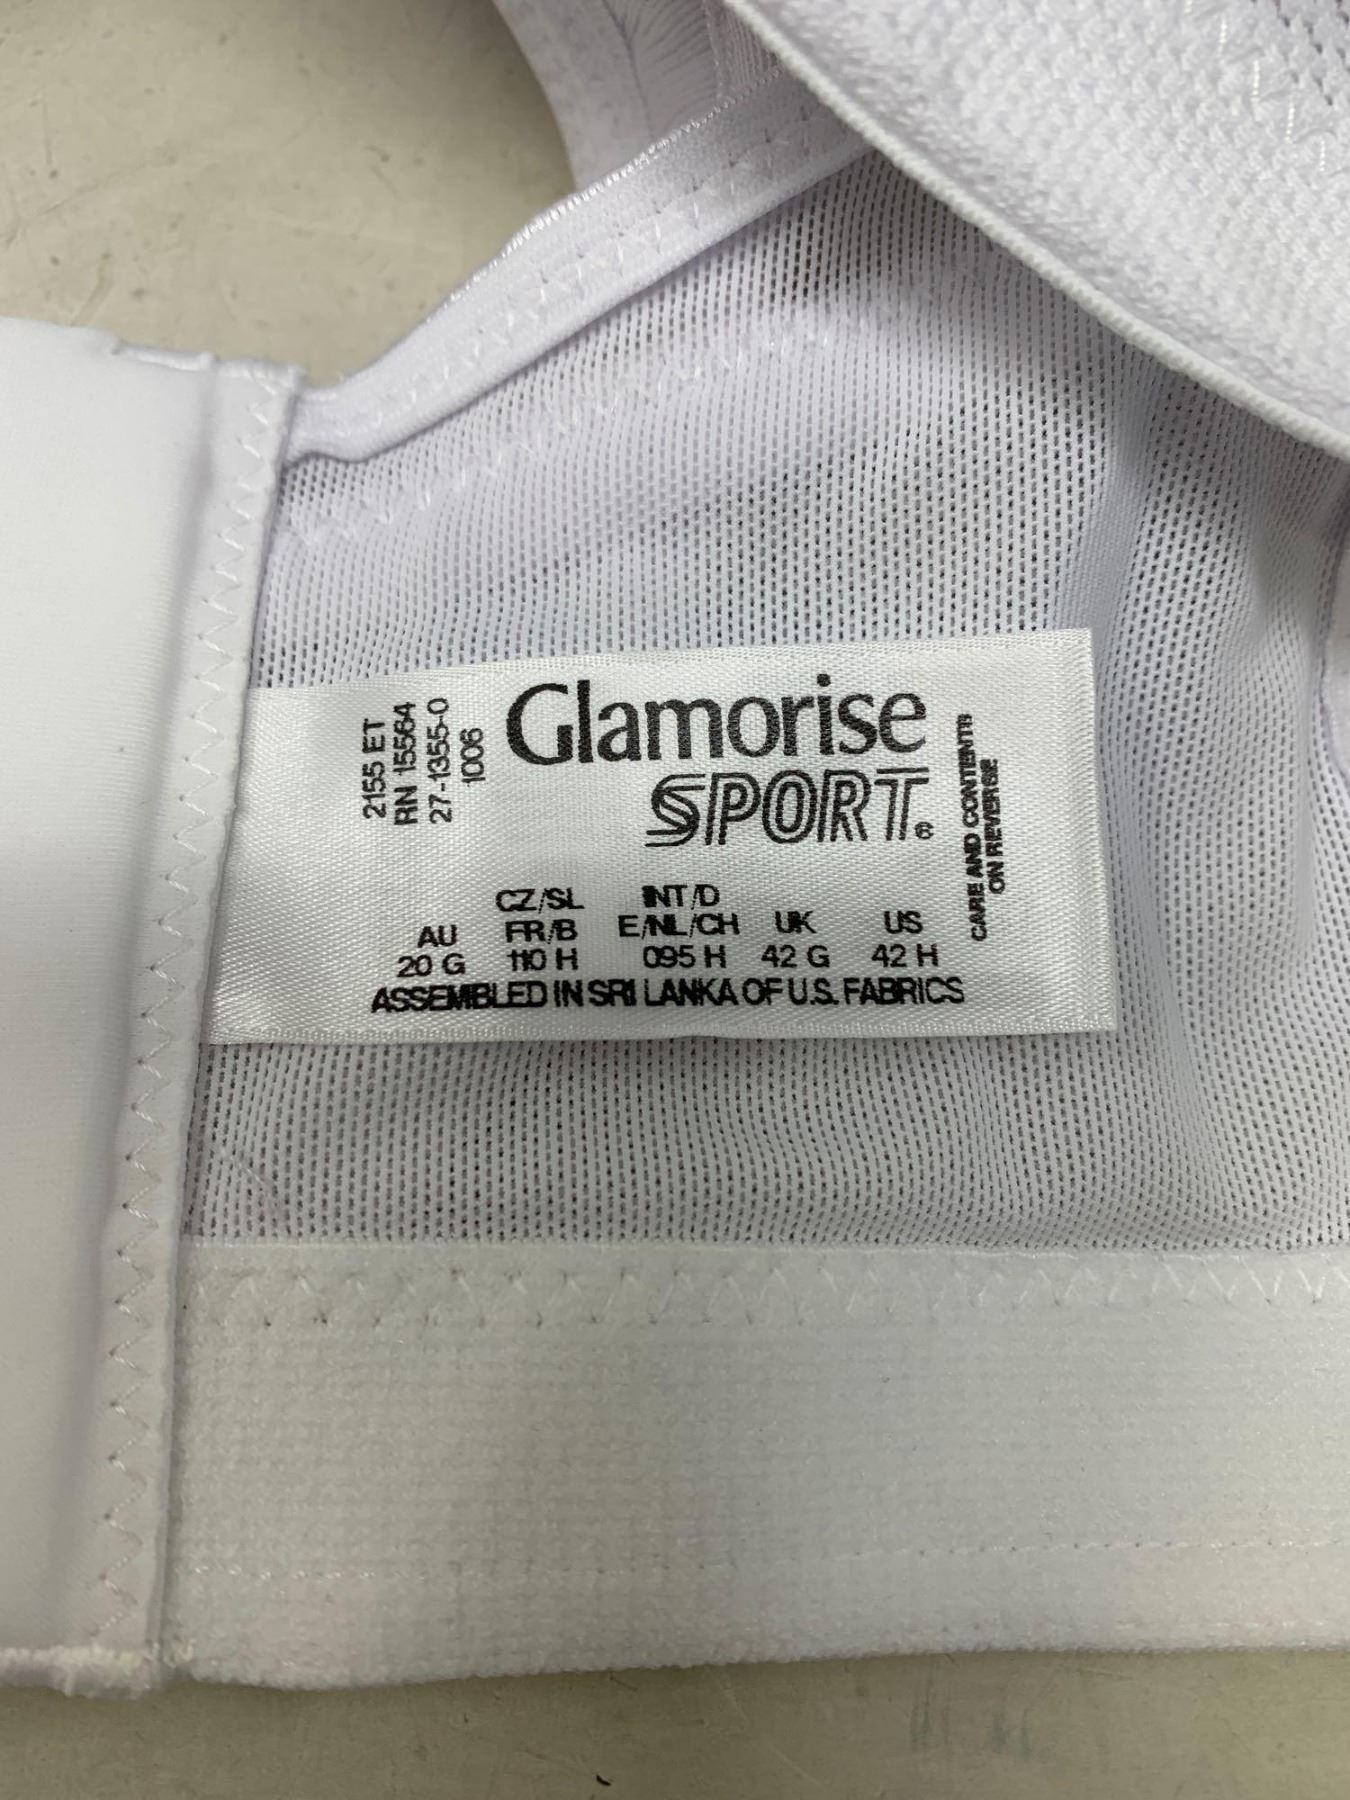 2155 ET
RN 15564
27-1355-0
1006
Glamorise
SPORT®
CARE AND CONTENTS
ON REVERSE
CZ/SL INT/D
AU FR/B E/NL/CH UK US
20 G 110 H 095 H 42 G 42 H
ASSEMBLED IN SRI LANKA OF U.S. FABRICS